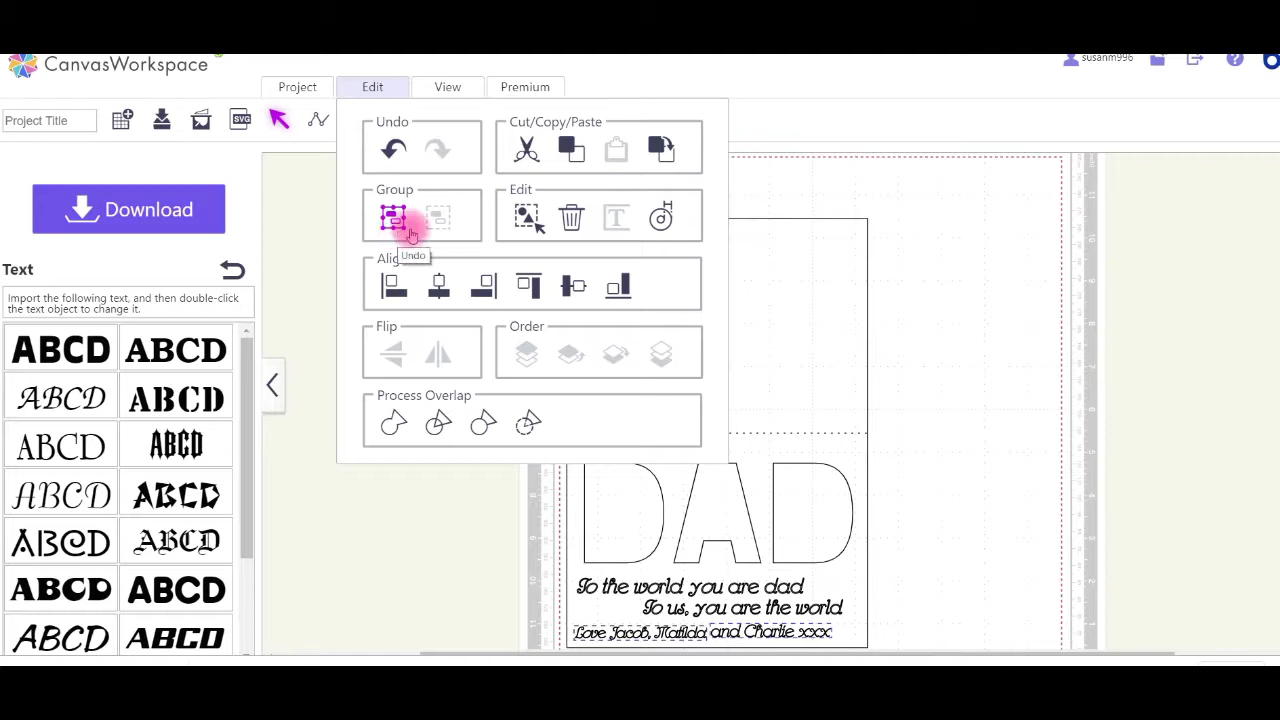 CanvasWorkspace
susanm996
Project
Edit
View
Premium
Project Title
SVG
Undo
Cut/Copy/Paste
Group
Edit
T
Undo
Flip
Order
Process Overlap
Download
Text
Import the following text, and then double-click
the text object to change it.
ABCD ABCD
ABCD ABCD
ABCD ABCD
ABCD ABCD
ABCD ABCD
ABCD ABCD
ABCD ABCD
DAD
To the world you are dad
To us, you are the world
Love Jacob, Matilda and Charlie xxx